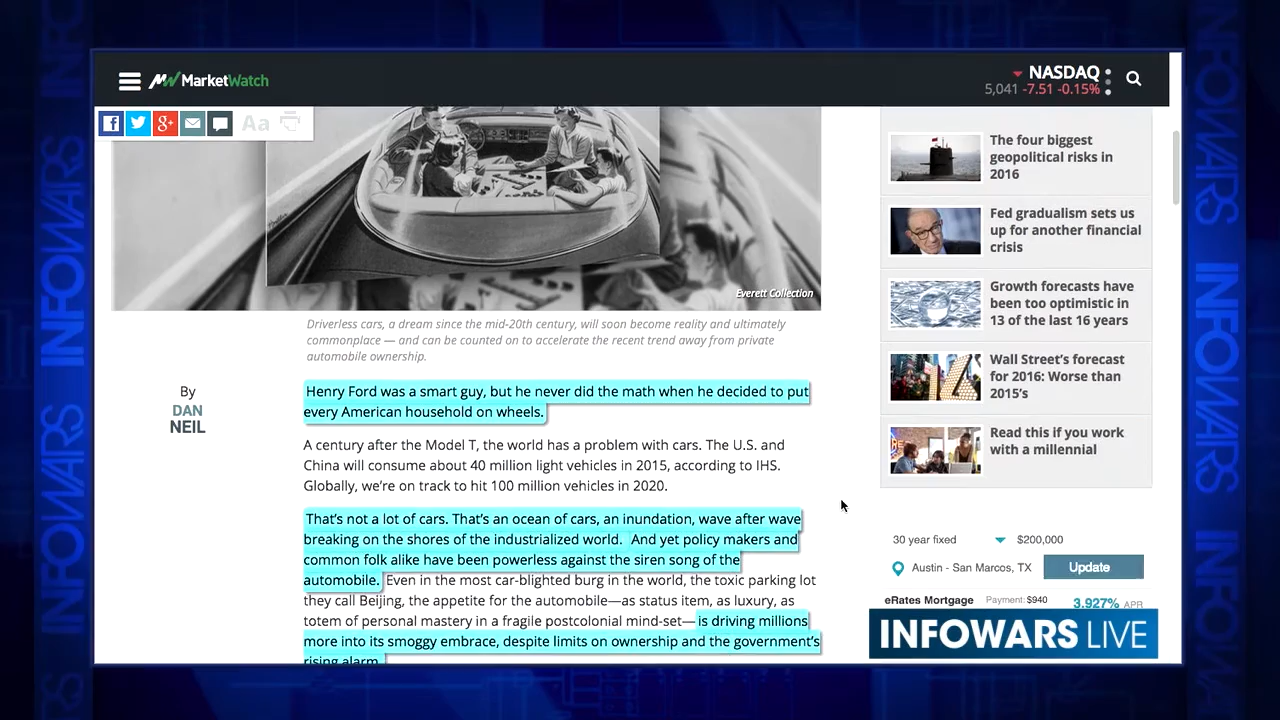 MarketWatch
NASDAQ
5,041 -7.51 -0.15%
Aa
Everett Collection
Driverless cars, a dream since the mid-20th century, will soon become reality and ultimately
commonplace — and can be counted on to accelerate the recent trend away from private
automobile ownership.
By
DAN
NEIL
Henry Ford was a smart guy, but he never did the math when he decided to put
every American household on wheels.
A century after the Model T, the world has a problem with cars. The U.S. and
China will consume about 40 million light vehicles in 2015, according to IHS.
Globally, we’re on track to hit 100 million vehicles in 2020.
That’s not a lot of cars. That’s an ocean of cars, an inundation, wave after wave
breaking on the shores of the industrialized world. And yet policy makers and
common folk alike have been powerless against the siren song of the
automobile. Even in the most car-blighted burg in the world, the toxic parking lot
they call Beijing, the appetite for the automobile—as status item, as luxury, as
totem of personal mastery in a fragile postcolonial mind-set—is driving millions
more into its smoggy embrace, despite limits on ownership and the government’s
rising alarm.
The four biggest
geopolitical risks in
2016
Fed gradualism sets us
up for another financial
crisis
Growth forecasts have
been too optimistic in
13 of the last 16 years
Wall Street’s forecast
for 2016: Worse than
2015’s
Read this if you work
with a millennial
30 year fixed $200,000
Austin - San Marcos, TX Update
eRates Mortgage Payment: $940 3.927% APR
INFOWARS LIVE
INFOWARS
INFOWARS
INFOWARS
INFOWARS